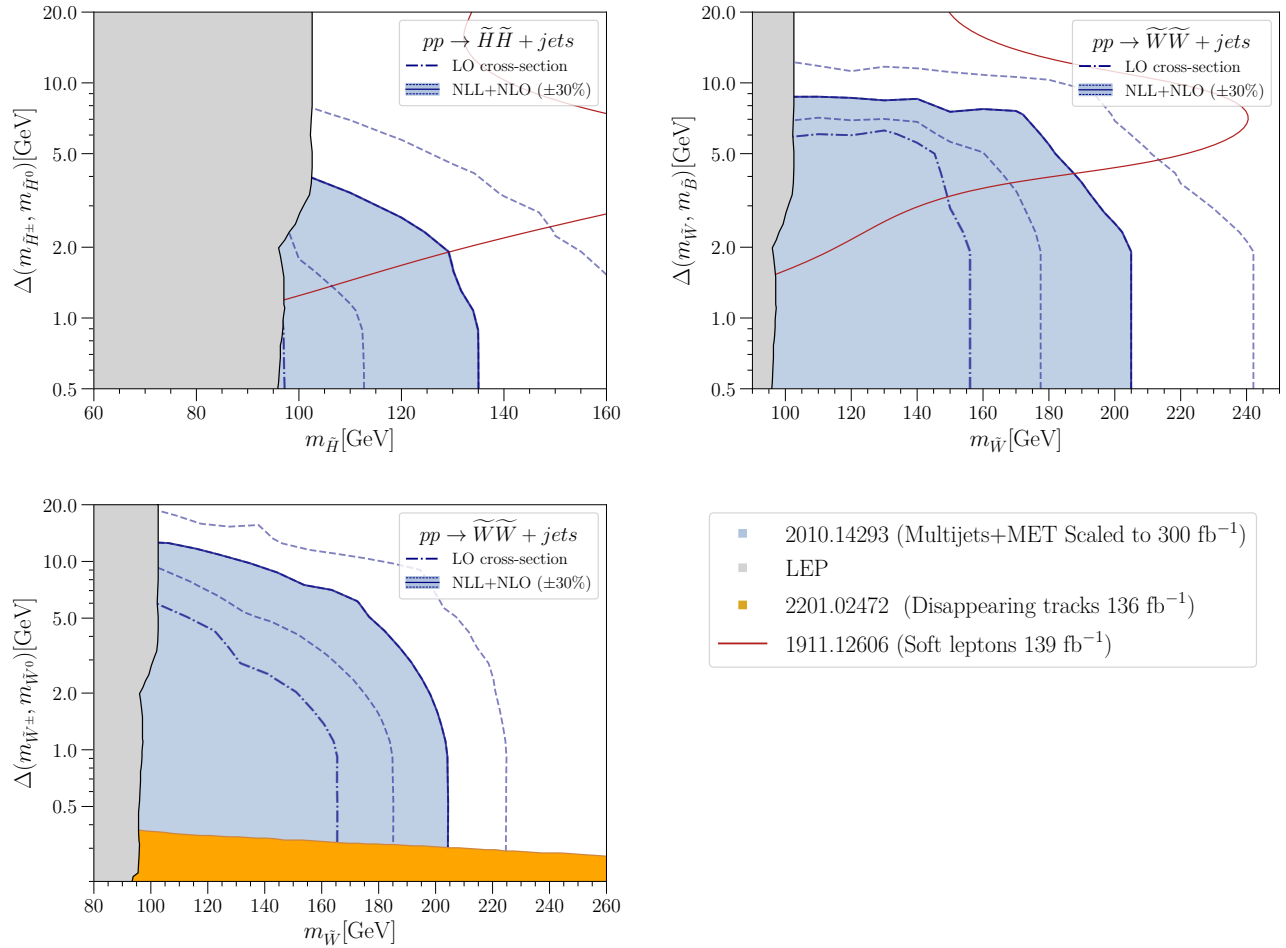 20.0
10.0
5.0
2.0
1.0
0.5
Δ(m_{H̃^±}, m_{H̃^0})[GeV]
pp → H̃H̃ + jets
LO cross-section
NLL+NLO (±30%)
60 80 100 120 140 160
m_{H̃}[GeV]
20.0
10.0
5.0
2.0
1.0
0.5
Δ(m_{W̃}, m_{B̃})[GeV]
pp → W̃W̃ + jets
LO cross-section
NLL+NLO (±30%)
100 120 140 160 180 200 220 240
m_{W̃}[GeV]
20.0
10.0
5.0
2.0
1.0
0.5
Δ(m_{W̃^±}, m_{W̃^0})[GeV]
pp → W̃W̃ + jets
LO cross-section
NLL+NLO (±30%)
80 100 120 140 160 180 200 220 240 260
m_{W̃}[GeV]
2010.14293 (Multijets+MET Scaled to 300 fb⁻¹)
LEP
2201.02472 (Disappearing tracks 136 fb⁻¹)
1911.12606 (Soft leptons 139 fb⁻¹)